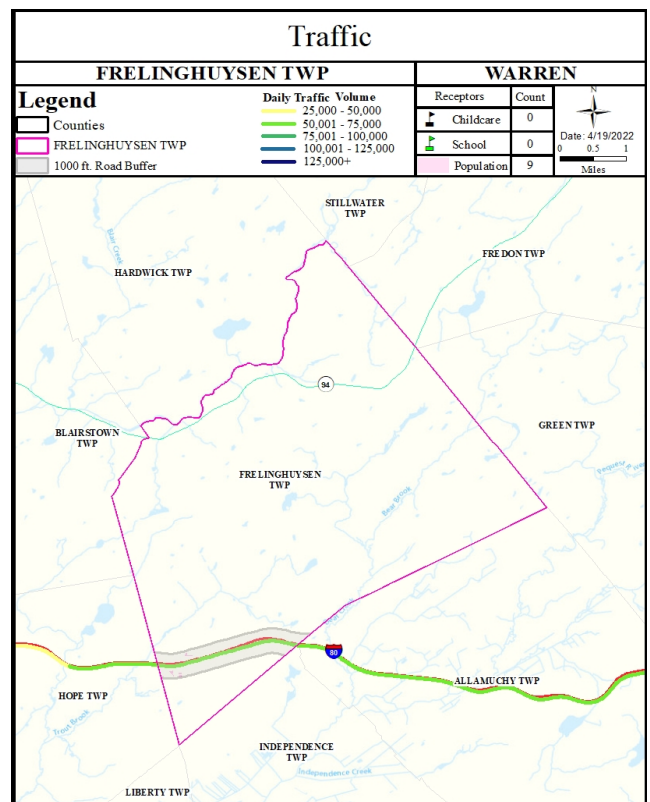 Traffic
FRELINGHUYSEN TWP
WARREN
Legend
Counties
FRELINGHUYSEN TWP
1000 ft. Road Buffer
Daily Traffic Volume
25,000 - 50,000
50,001 - 75,000
75,001 - 100,000
100,001 - 125,000
125,000+
Receptors Count
Childcare 0
School 0
Population 9
N
Date: 4/19/2022
0 0.5 1
Miles
STILLWATER
TWP
FREDON TWP
HARDWICK TWP
Blair Creek
94
BLAIRSTOWN
TWP
GREEN TWP
FRELINGHUYSEN
TWP
Bear Brook
80
ALLAMUCHY TWP
HOPE TWP
Trout Brook
INDEPENDENCE
TWP
Independence Creek
LIBERTY TWP